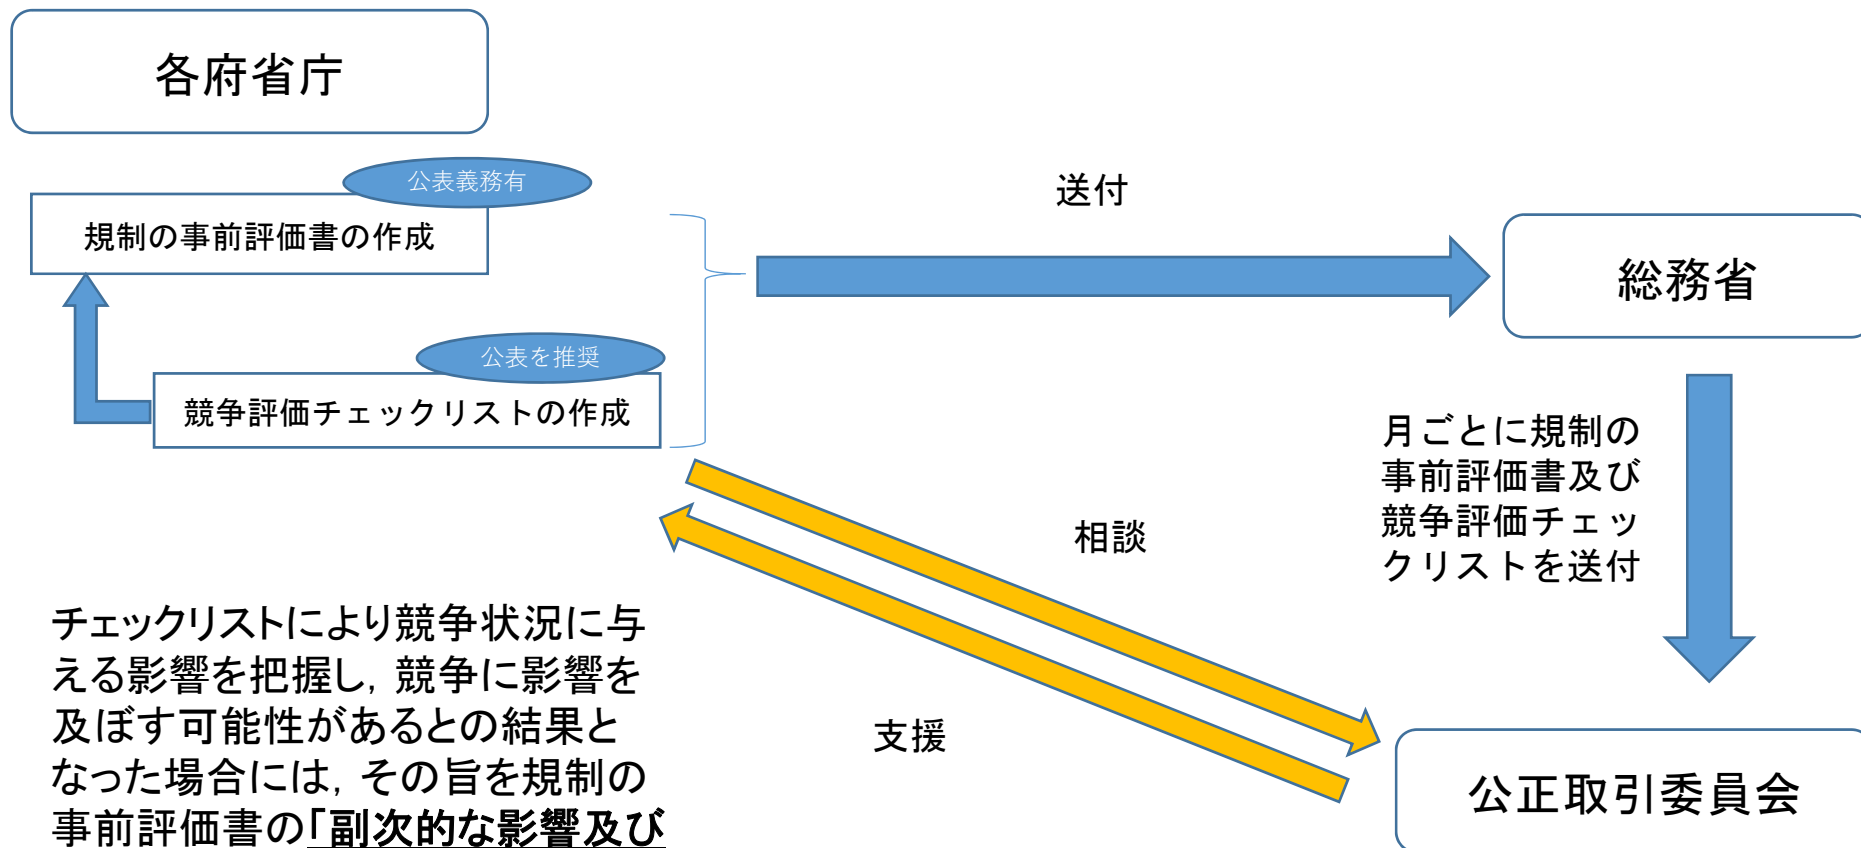 各府省庁
公表義務有
規制の事前評価書の作成
公表を推奨
競争評価チェックリストの作成
送付
総務省
月ごとに規制の
事前評価書及び
競争評価チェッ
クリストを送付
相談
支援
公正取引委員会
チェックリストにより競争状況に与
える影響を把握し，競争に影響を
及ぼす可能性があるとの結果と
なった場合には，その旨を規制の
事前評価書の「副次的な影響及び